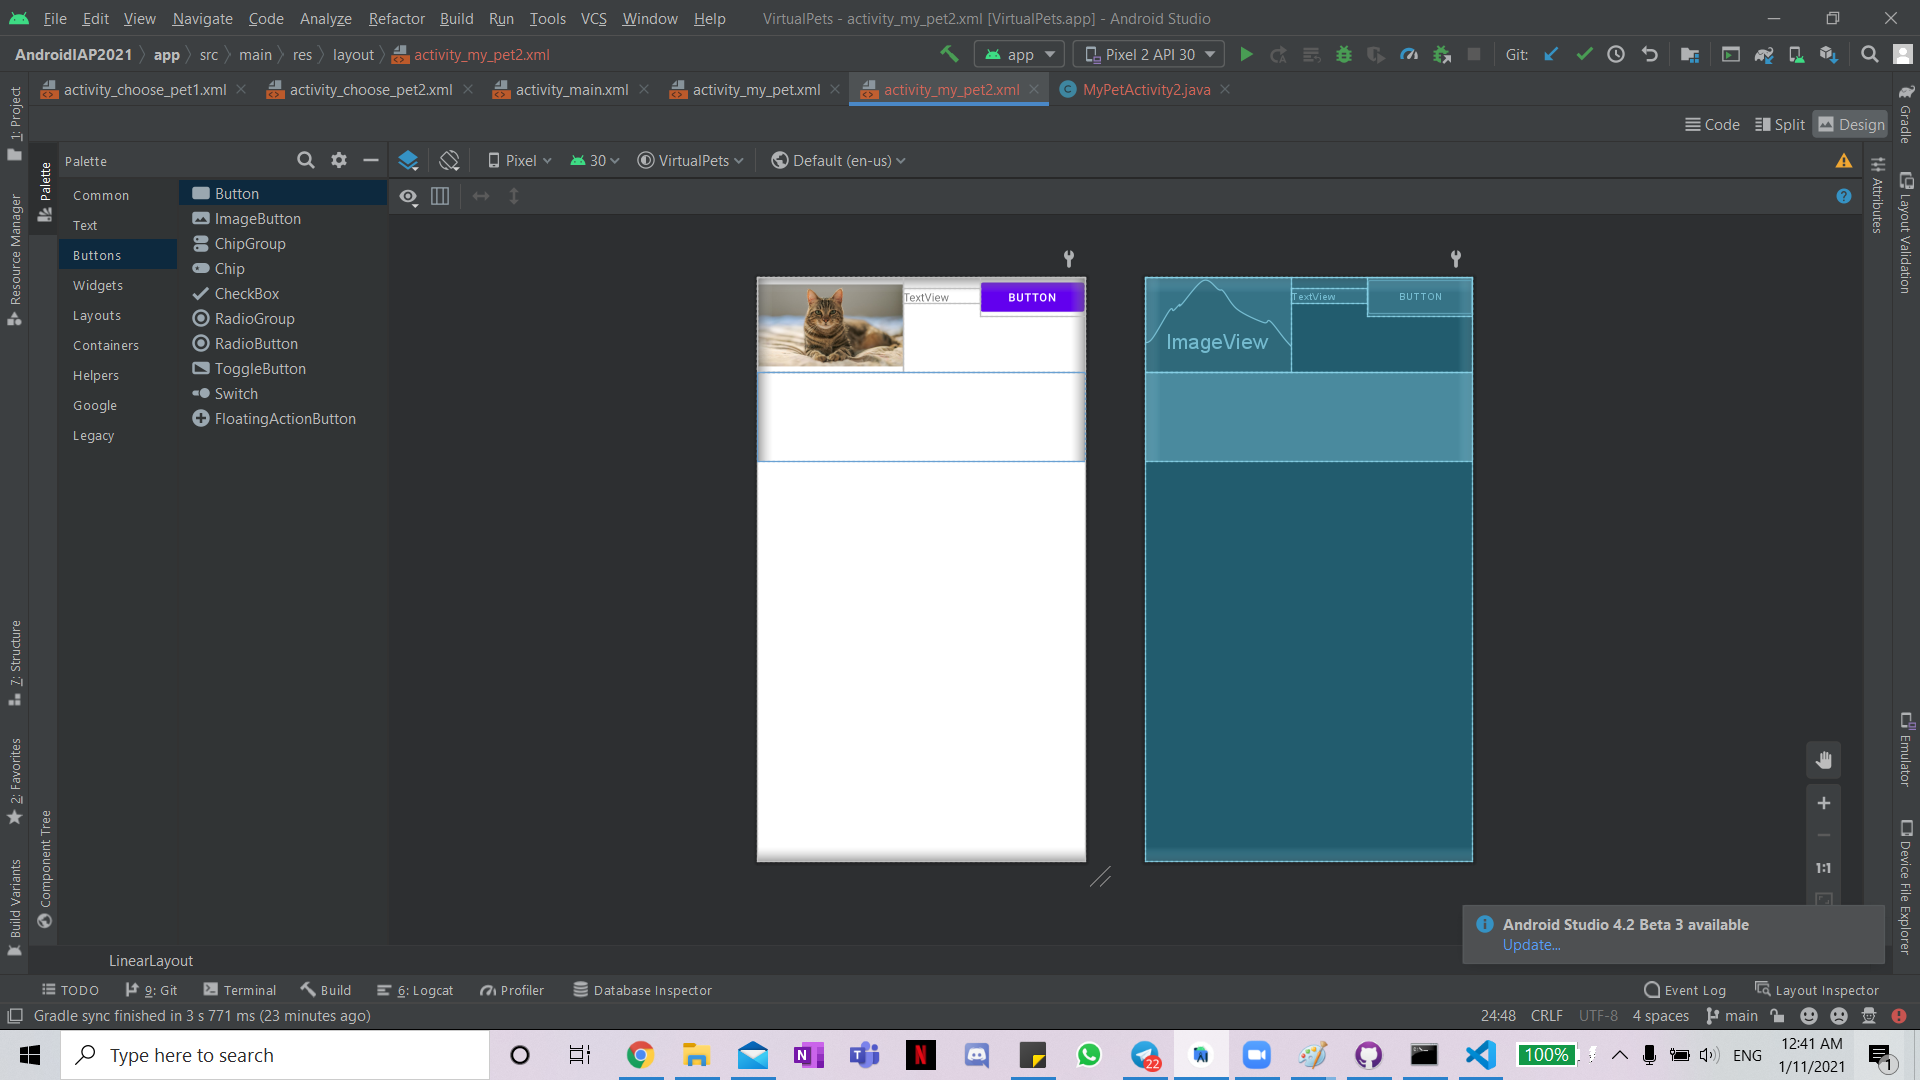 File Edit View Navigate Code Analyze Refactor Build Run Tools VCS Window Help VirtualPets - activity_my_pet2.xml [VirtualPets.app] - Android Studio
AndroidIAP2021 app src main res layout activity_my_pet2.xml app Pixel 2 API 30 Git:
activity_choose_pet1.xml activity_choose_pet2.xml activity_main.xml activity_my_pet.xml activity_my_pet2.xml MyPetActivity2.java
Code Split Design
Palette
Pixel 30 VirtualPets Default (en-us)
Common
Text
Buttons
Widgets
Layouts
Containers
Helpers
Google
Legacy
Button
ImageButton
ChipGroup
Chip
CheckBox
RadioGroup
RadioButton
ToggleButton
Switch
FloatingActionButton
TextView
BUTTON
TextView
BUTTON
ImageView
1: Project
Resource Manager
7: Structure
2: Favorites
Build Variants
Palette
Component Tree
Attributes
Gradle
Layout Validation
Emulator
Device File Explorer
1:1
Android Studio 4.2 Beta 3 available
Update...
LinearLayout
TODO 9: Git Terminal Build 6: Logcat Profiler Database Inspector Event Log Layout Inspector
Gradle sync finished in 3 s 771 ms (23 minutes ago) 24:48 CRLF UTF-8 4 spaces main
Type here to search
22
100%
ENG
12:41 AM
1/11/2021
1